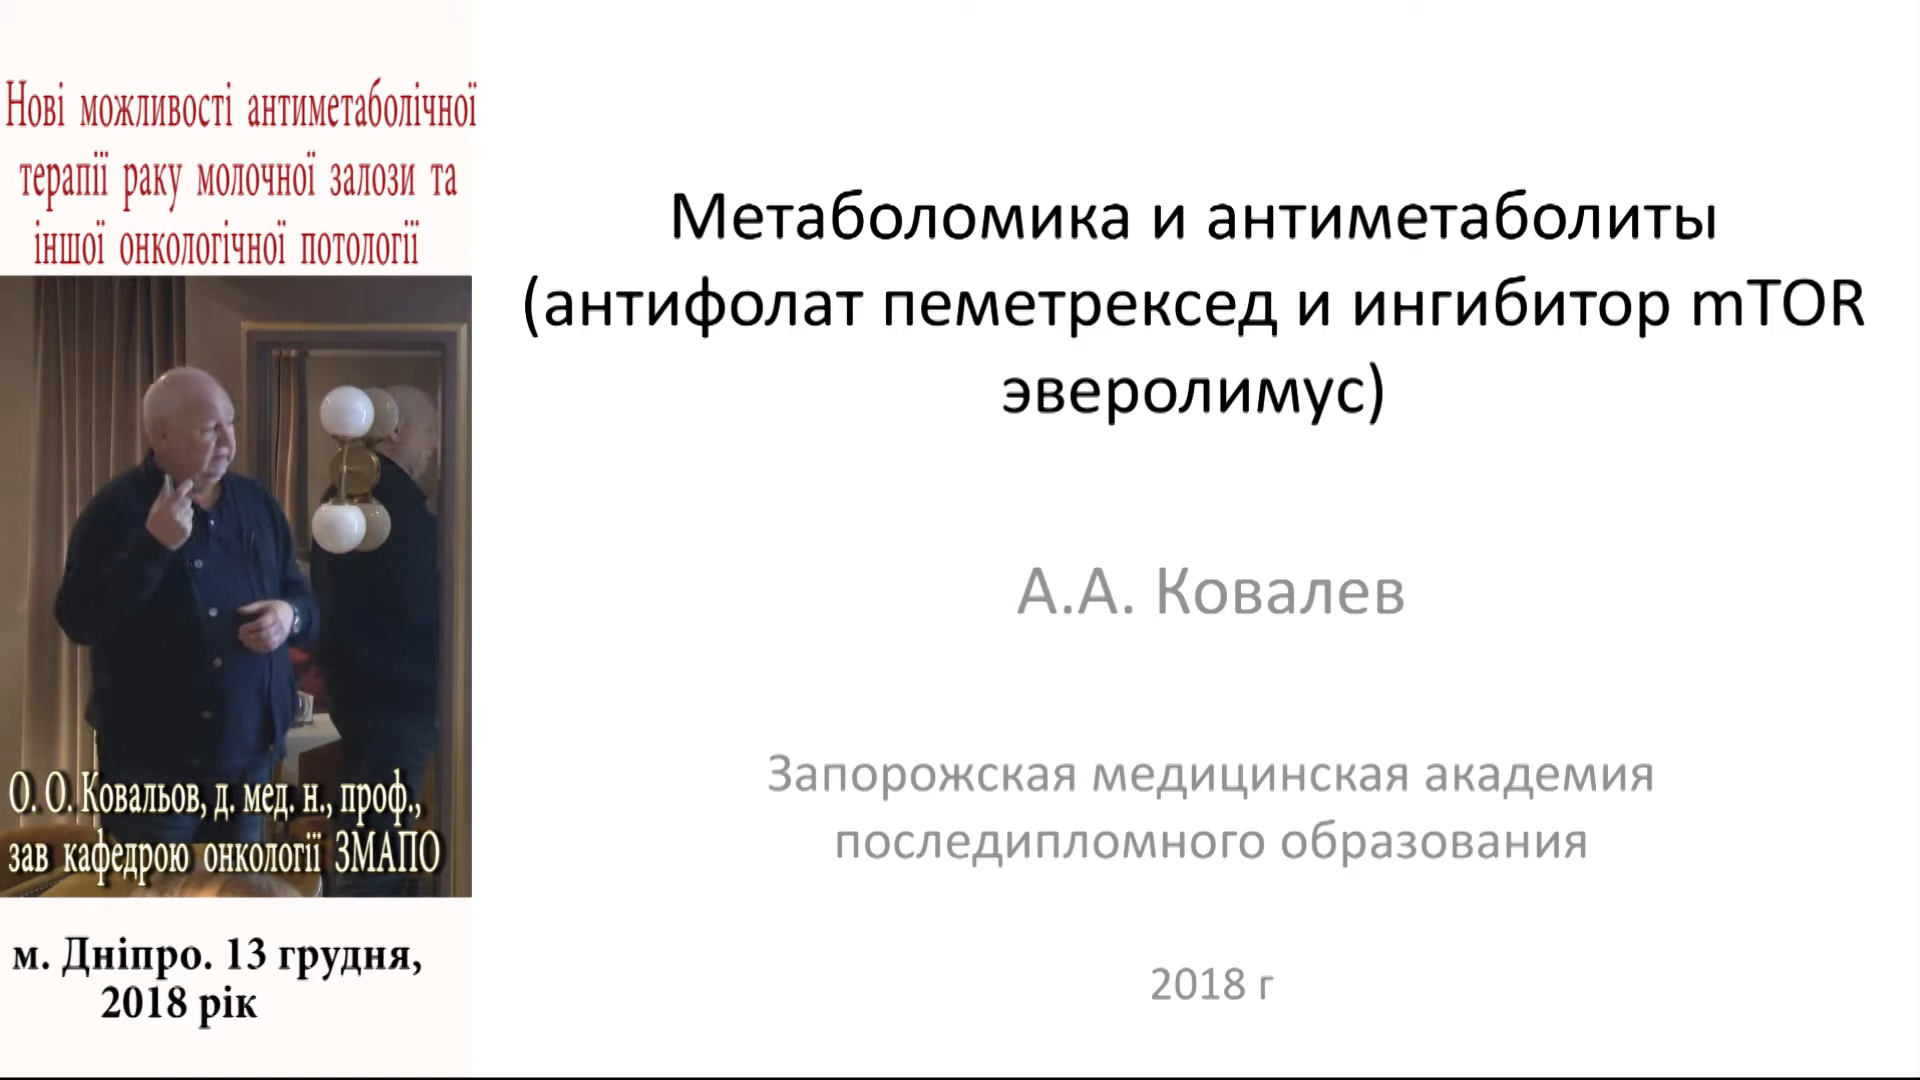 Нові можливості антиметаболічної
терапії раку молочної залози та
іншої онкологічної потології
О. О. Ковальов, д. мед. н., проф.,
зав кафедрою онкології ЗМАПО
м. Дніпро. 13 грудня,
2018 рік
Метаболомика и антиметаболиты
(антифолат пеметрексед и ингибитор mTOR
эверолимус)
А.А. Ковалев
Запорожская медицинская академия
последипломного образования
2018 г